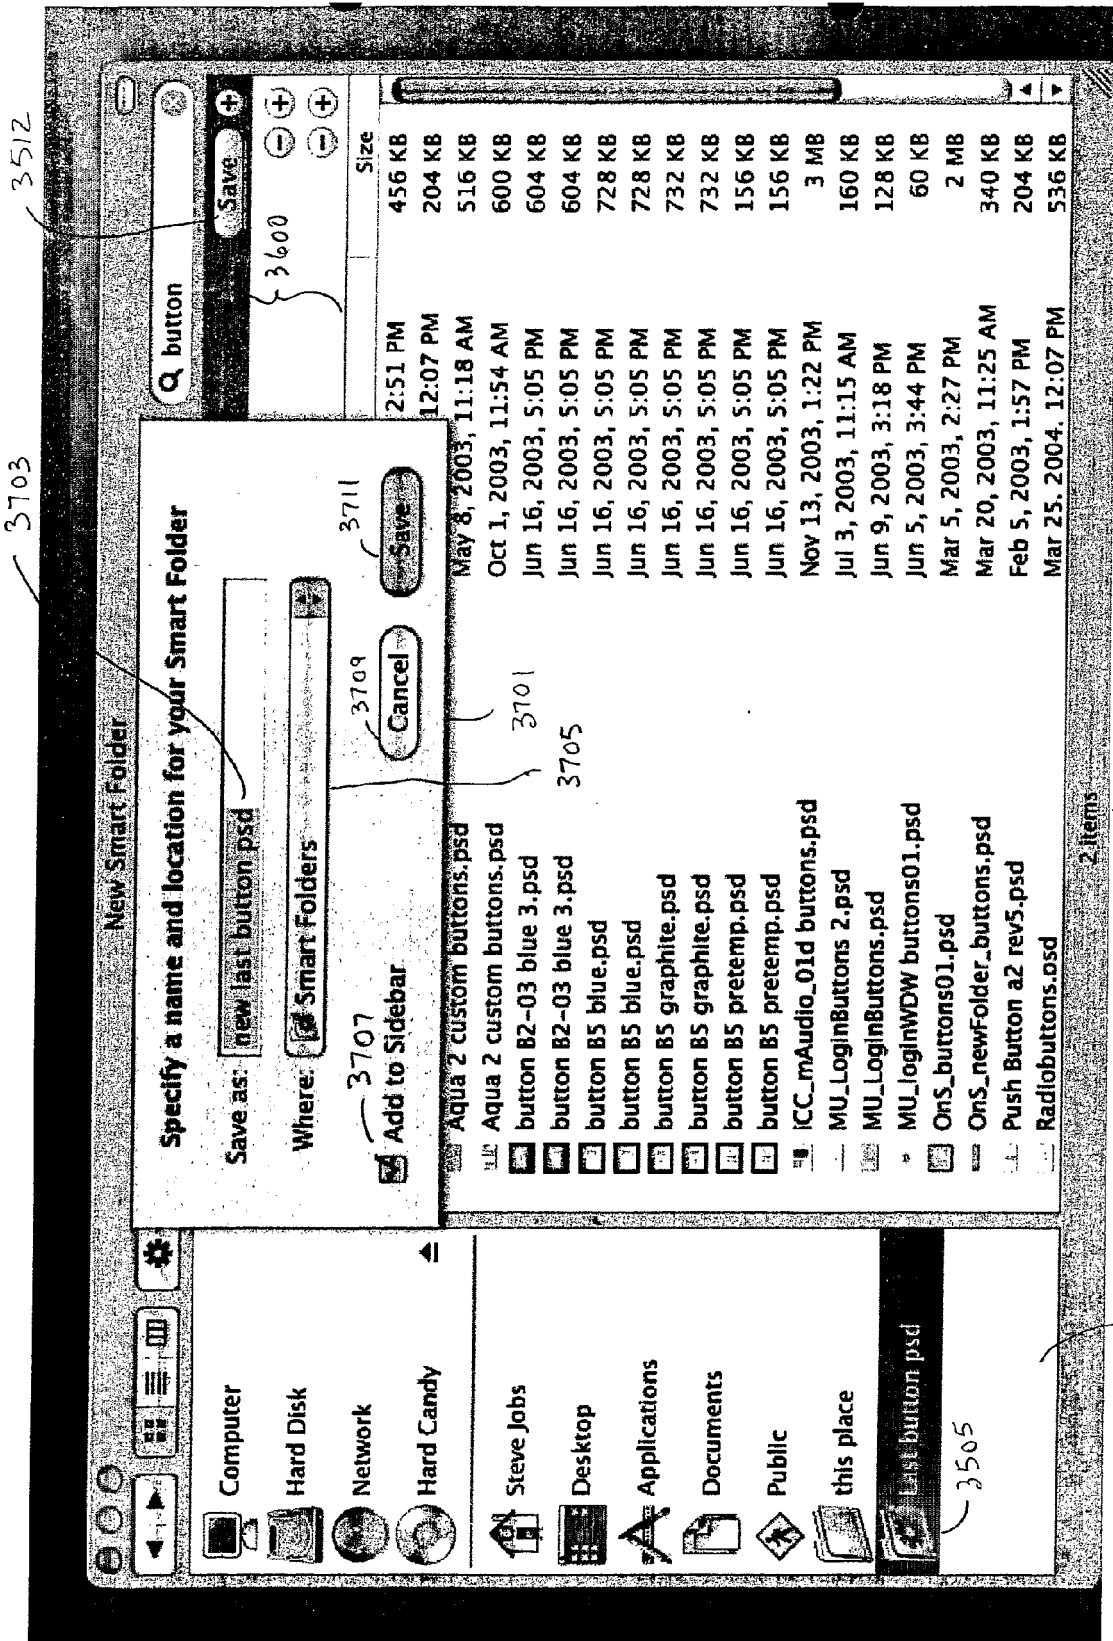 3512
3703
New Smart Folder
button
Save
3600
Specify a name and location for your Smart Folder
Save as: new last button psd
Where: Smart Folders
3707
Add to Sidebar
3709
Cancel
3711
Save
3701
3705
Size
2:51 PM 456 KB
12:07 PM 204 KB
Aqua 2 custom buttons.psd May 8, 2003, 11:18 AM 516 KB
Aqua 2 custom buttons.psd Oct 1, 2003, 11:54 AM 600 KB
button B2-03 blue 3.psd Jun 16, 2003, 5:05 PM 604 KB
button B2-03 blue 3.psd Jun 16, 2003, 5:05 PM 604 KB
button B5 blue.psd Jun 16, 2003, 5:05 PM 728 KB
button B5 blue.psd Jun 16, 2003, 5:05 PM 728 KB
button B5 graphite.psd Jun 16, 2003, 5:05 PM 732 KB
button B5 graphite.psd Jun 16, 2003, 5:05 PM 732 KB
button B5 pretemp.psd Jun 16, 2003, 5:05 PM 156 KB
button B5 pretemp.psd Jun 16, 2003, 5:05 PM 156 KB
iCC_mAudio_01d buttons.psd Nov 13, 2003, 1:22 PM 3 MB
MU_LoginButtons 2.psd Jul 3, 2003, 11:15 AM 160 KB
MU_LoginButtons.psd Jun 9, 2003, 3:18 PM 128 KB
MU_loginWDW buttons01.psd Jun 5, 2003, 3:44 PM 60 KB
OnS_buttons01.psd Mar 5, 2003, 2:27 PM 2 MB
OnS_newFolder_buttons.psd Mar 20, 2003, 11:25 AM 340 KB
Push Button a2 rev5.psd Feb 5, 2003, 1:57 PM 204 KB
Radiobuttons.psd Mar 25, 2004, 12:07 PM 536 KB
2 items
Computer
Hard Disk
Network
Hard Candy
Steve Jobs
Desktop
Applications
Documents
Public
this place
last button psd
3505